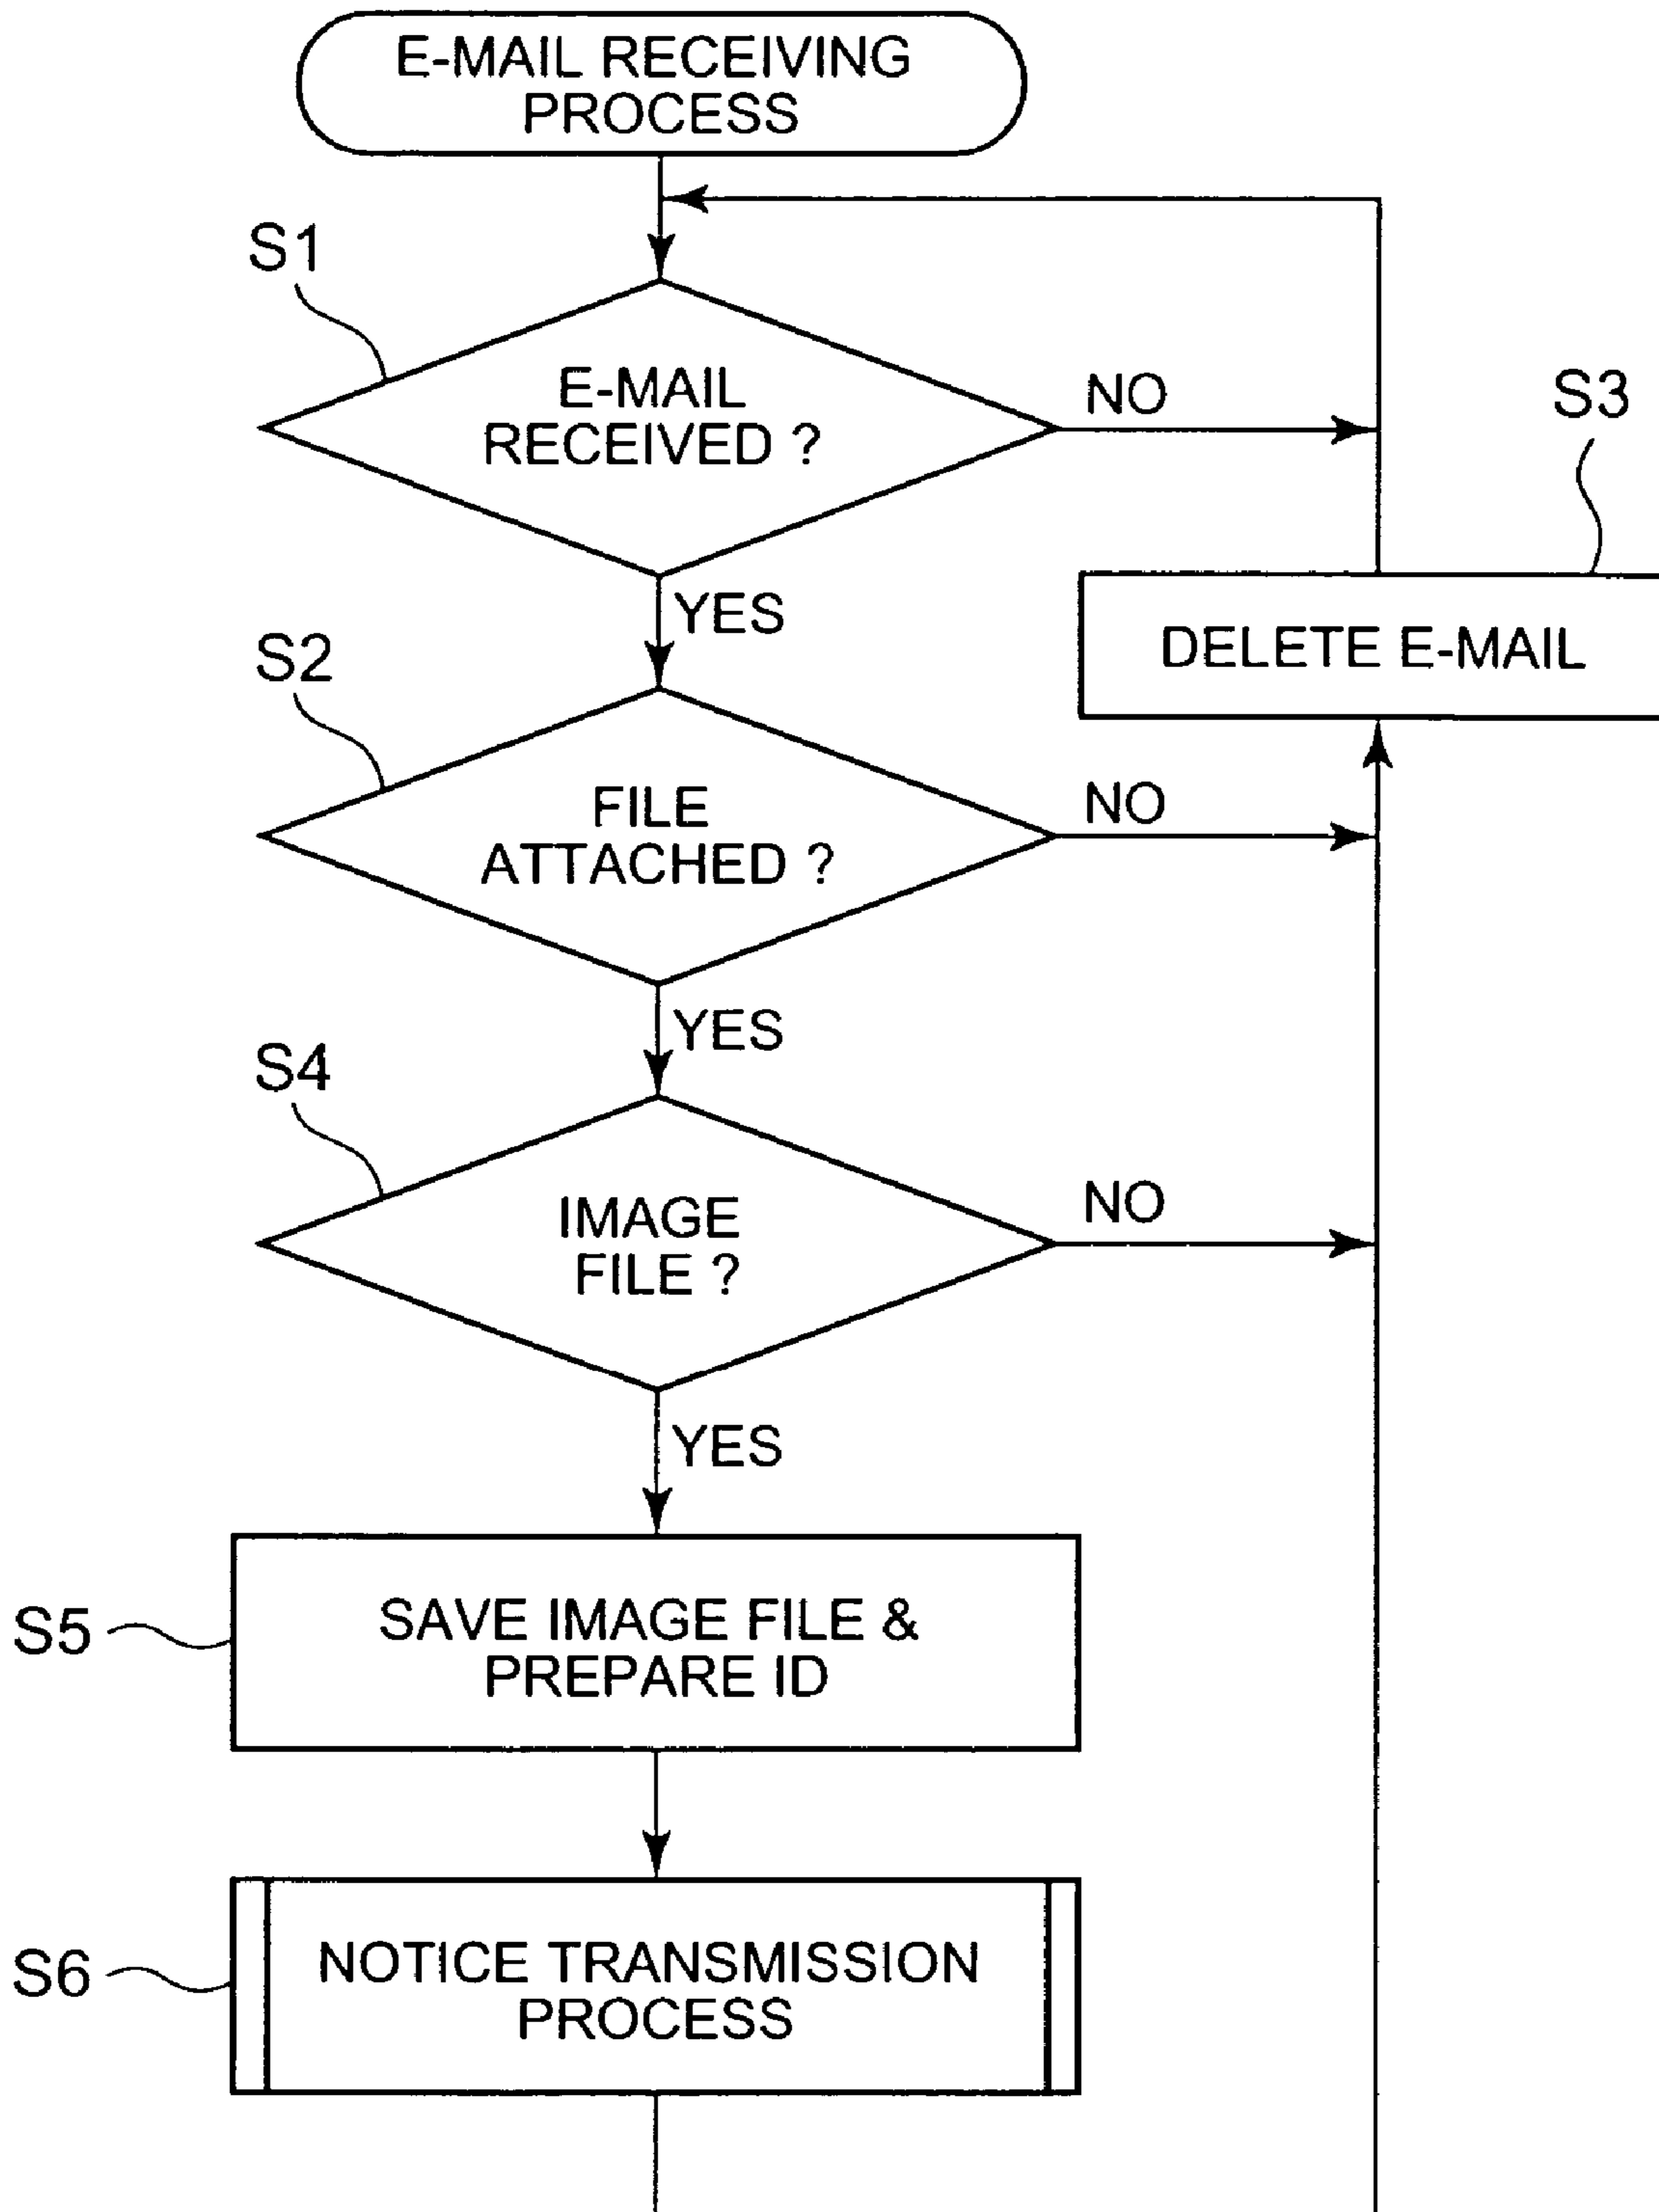 E-MAIL RECEIVING
PROCESS
S1
E-MAIL
RECEIVED ?
NO
S3
YES
DELETE E-MAIL
S2
FILE
ATTACHED ?
NO
YES
S4
IMAGE
FILE ?
NO
YES
S5
SAVE IMAGE FILE &
PREPARE ID
S6
NOTICE TRANSMISSION
PROCESS